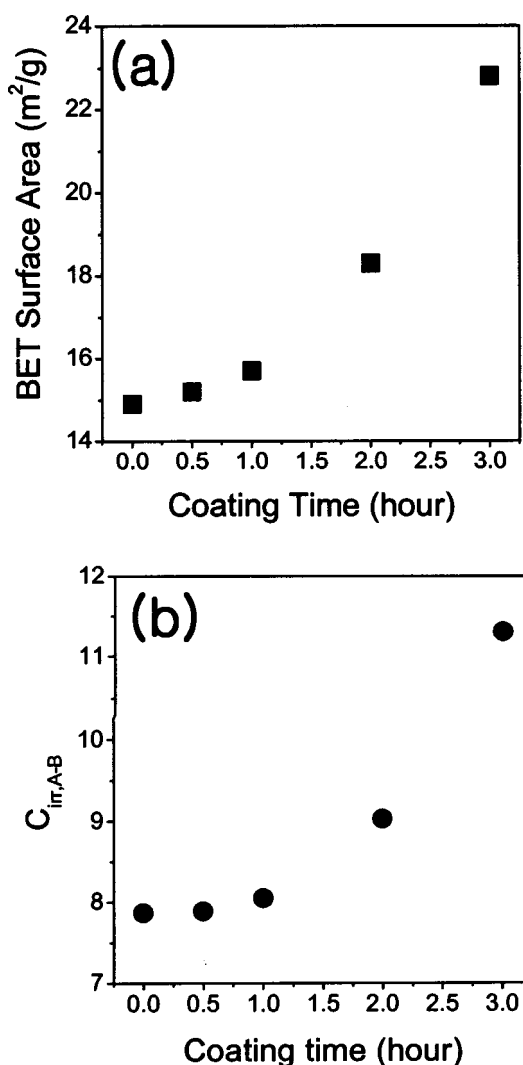 (a)
BET Surface Area (m²/g)
24
22
20
18
16
14
0.0 0.5 1.0 1.5 2.0 2.5 3.0
Coating Time (hour)
(b)
C_irr,A-B
12
11
10
9
8
7
0.0 0.5 1.0 1.5 2.0 2.5 3.0
Coating time (hour)